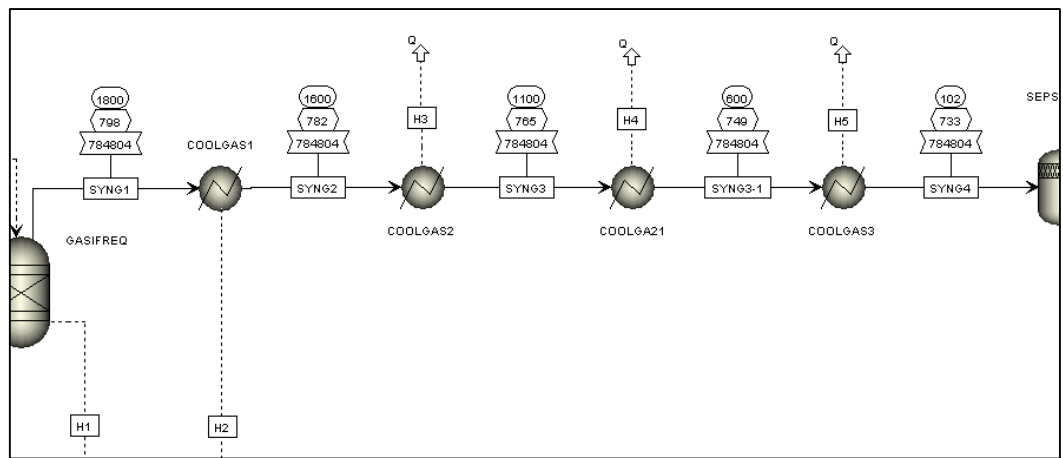 Q
Q
Q
1800
798
784804
1600
782
784804
1100
765
784804
600
749
784804
102
733
784804
SEPS
H3
H4
H5
COOLGAS1
SYNG1
SYNG2
SYNG3
SYNG3-1
SYNG4
COOLGAS2
COOLGA21
COOLGAS3
GASIFREQ
H1
H2